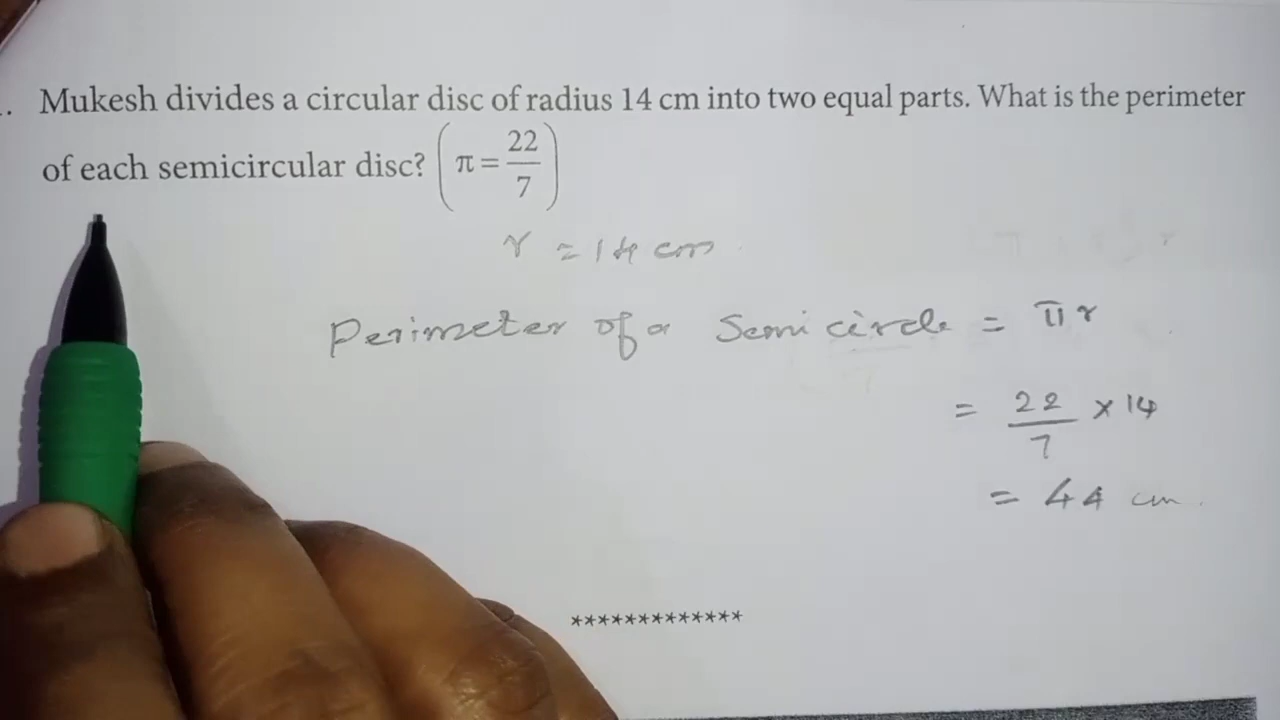 . Mukesh divides a circular disc of radius 14 cm into two equal parts. What is the perimeter
of each semicircular disc? (π = 22/7)
r = 14 cm
Perimeter of a Semicircle = πr
= 22/7 × 14
= 44 cm.
*************